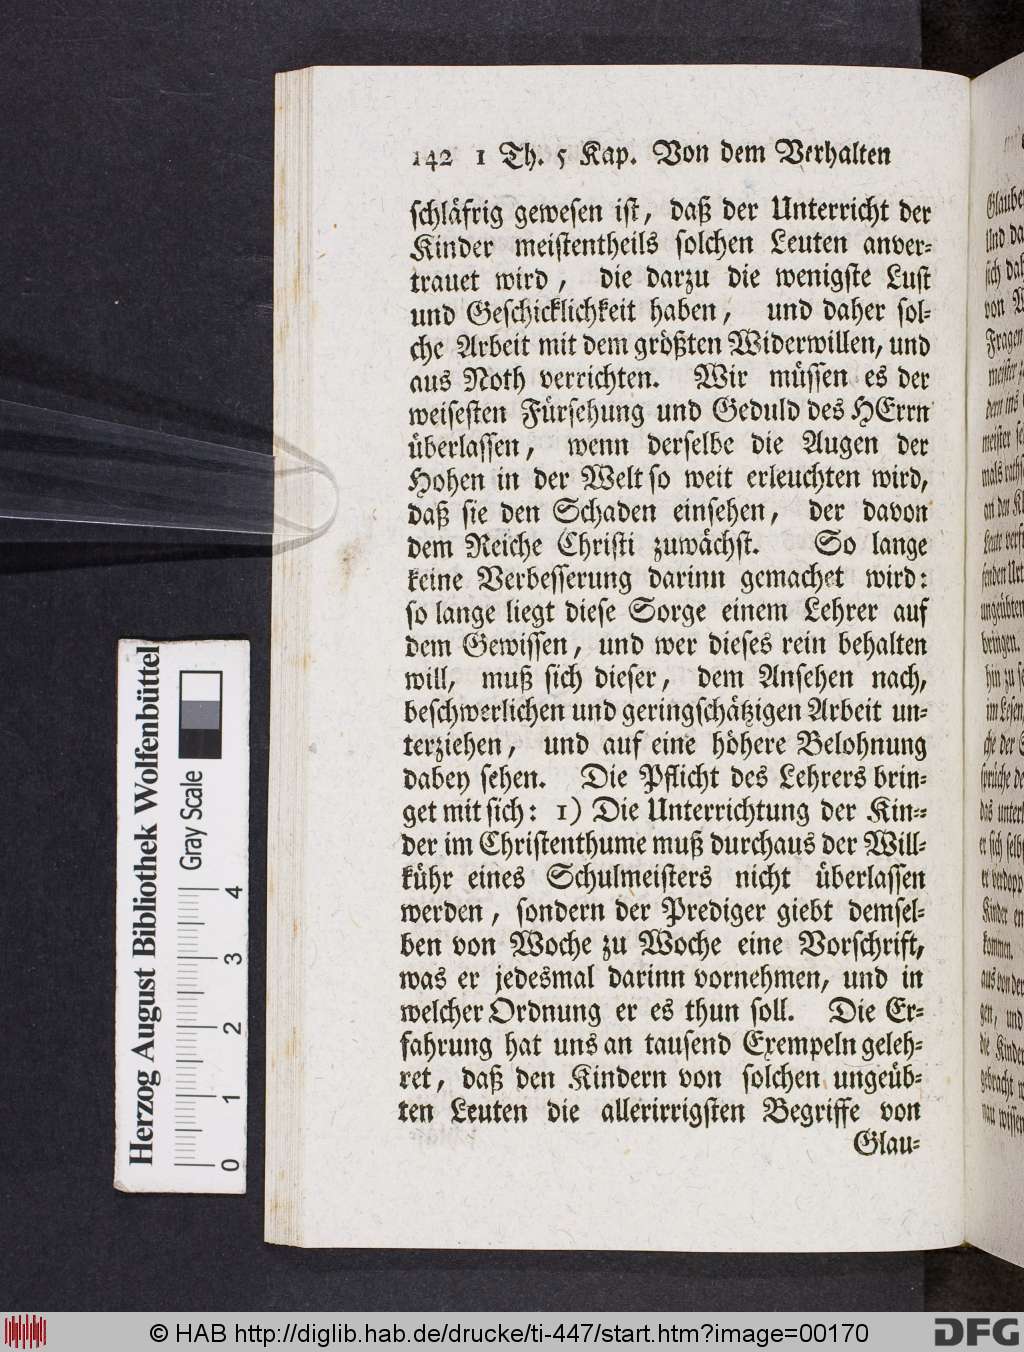 142 1 Th. 5 Kap. Von dem Verhalten
schläfrig gewesen ist, daß der Unterricht der
Kinder meistentheils solchen Leuten anver-
trauet wird, die darzu die wenigste Lust
und Geschicklichkeit haben, und daher sol-
che Arbeit mit dem größten Widerwillen, und
aus Noth verrichten. Wir müssen es der
weisesten Fürsehung und Geduld des HErrn
überlassen, wenn derselbe die Augen der
Hohen in der Welt so weit erleuchten wird,
daß sie den Schaden einsehen, der davon
dem Reiche Christi zuwächst. So lange
keine Verbesserung darinn gemachet wird:
so lange liegt diese Sorge einem Lehrer auf
dem Gewissen, und wer dieses rein behalten
will, muß sich dieser, dem Ansehen nach,
beschwerlichen und geringschätzigen Arbeit un-
terziehen, und auf eine höhere Belohnung
dabey sehen. Die Pflicht des Lehrers brin-
get mit sich: 1) Die Unterrichtung der Kin-
der im Christenthume muß durchaus der Will-
kühr eines Schulmeisters nicht überlassen
werden, sondern der Prediger giebt demsel-
ben von Woche zu Woche eine Vorschrift,
was er jedesmal darinn vornehmen, und in
welcher Ordnung er es thun soll. Die Er-
fahrung hat uns an tausend Exempeln geleh-
ret, daß den Kindern von solchen ungeüb-
ten Leuten die allerirrigsten Begriffe von
Glau-
Herzog August Bibliothek Wolfenbüttel
Gray Scale
0 1 2 3 4
© HAB http://diglib.hab.de/drucke/ti-447/start.htm?image=00170
DFG